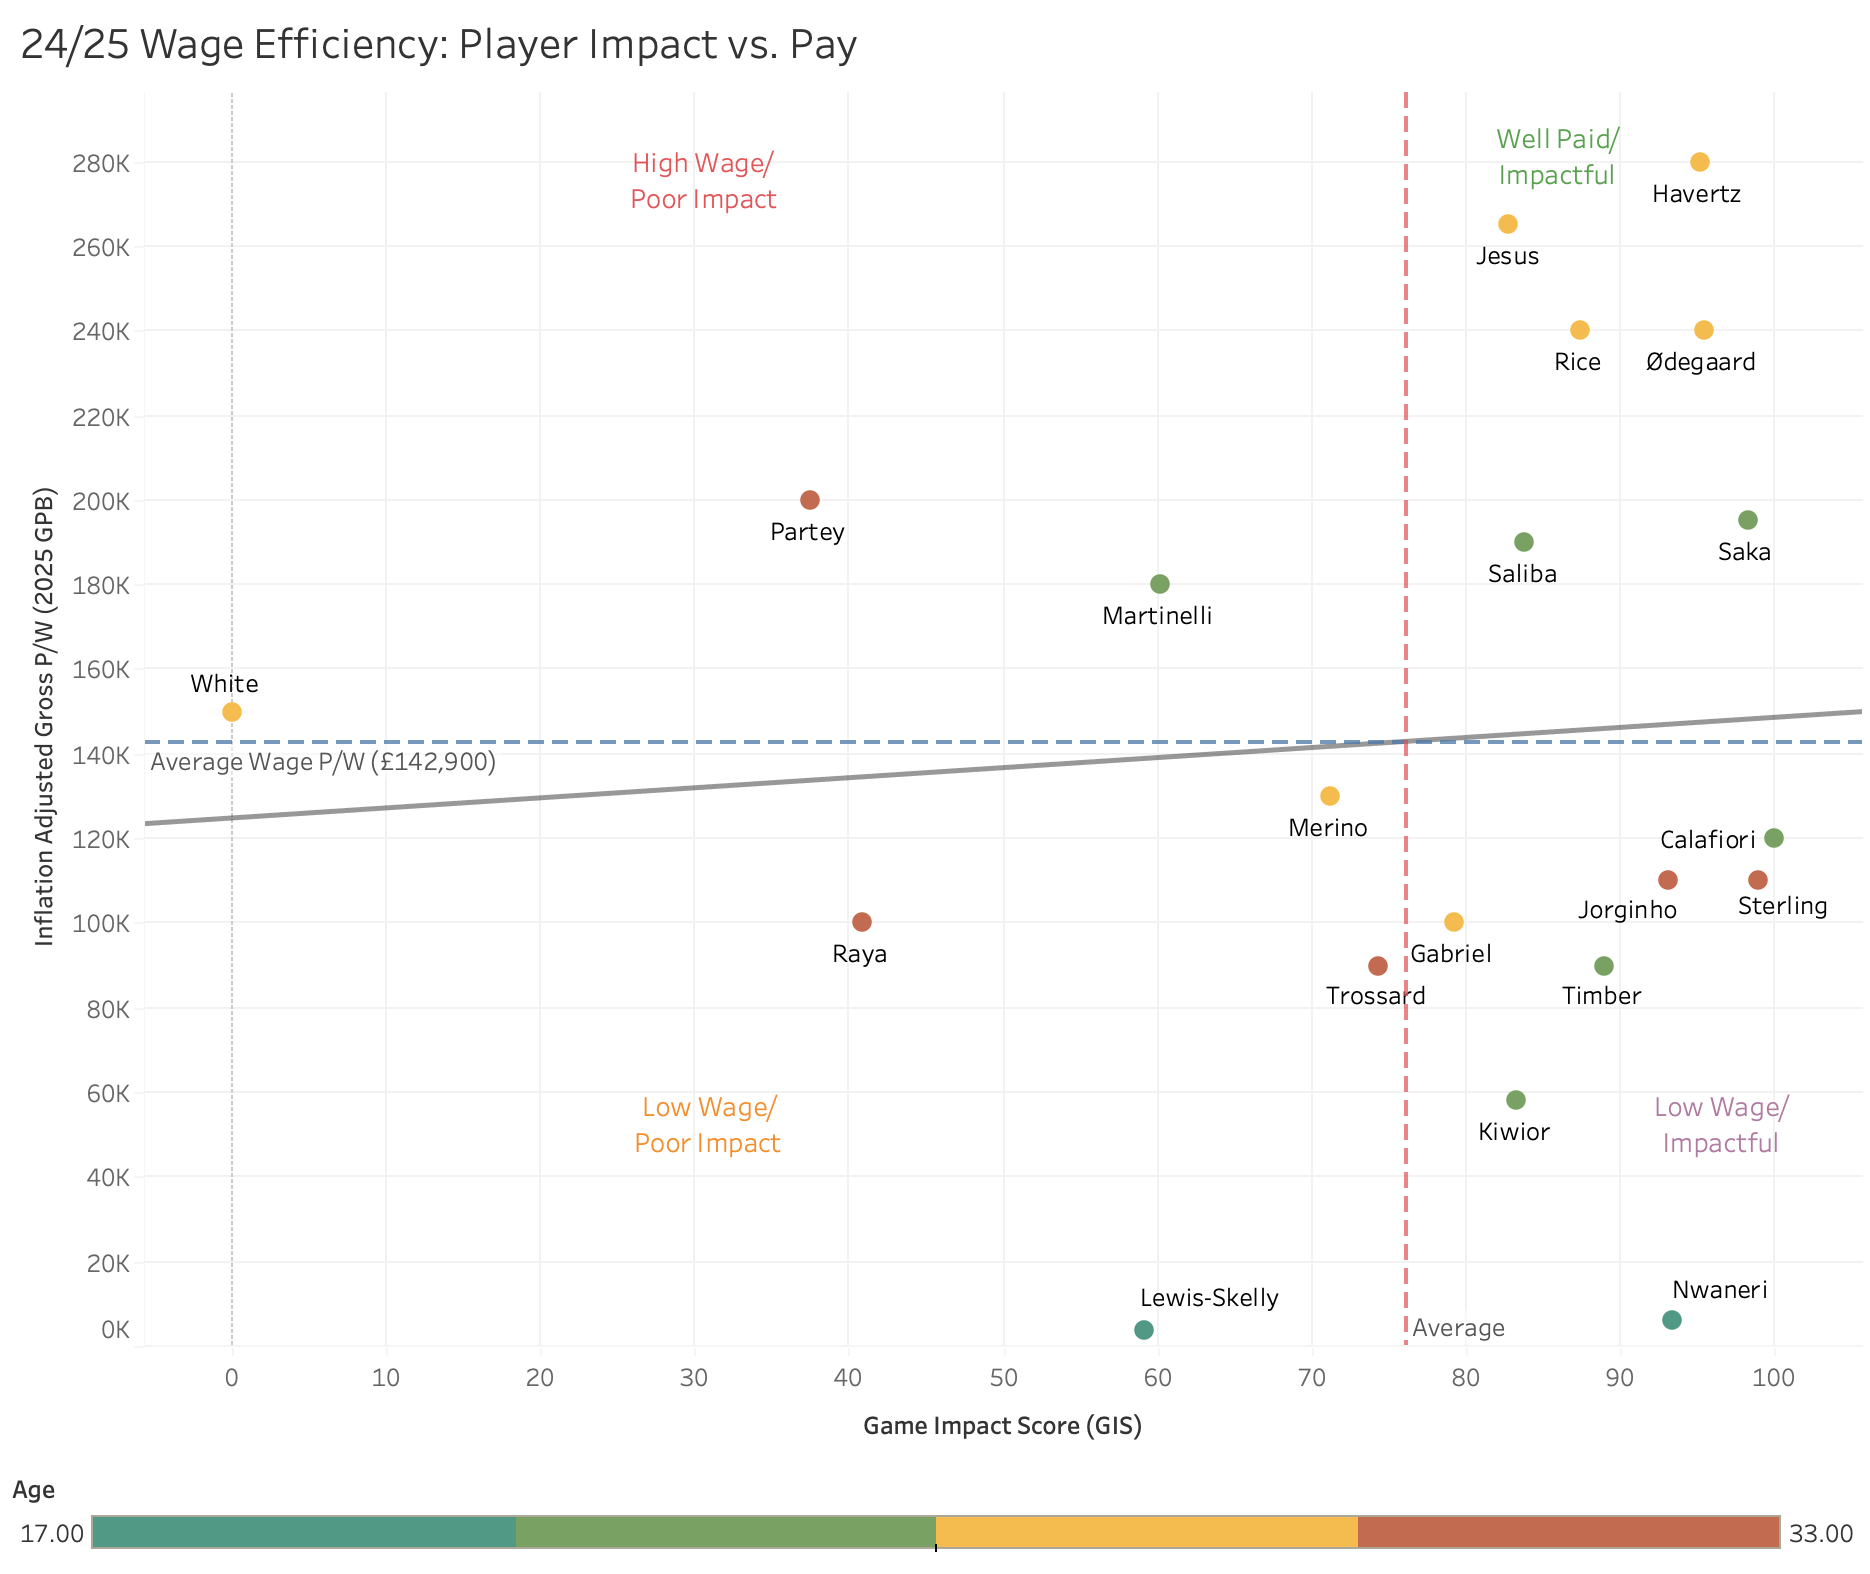 24/25 Wage Efficiency: Player Impact vs. Pay
High Wage/
Poor Impact
Well Paid/
Impactful
280K
Havertz
260K
Jesus
240K
Rice
Ødegaard
220K
200K
Partey
Saka
Saliba
180K
Martinelli
160K
White
140K
Average Wage P/W (£142,900)
Merino
120K
Calafiori
Jorginho
Sterling
100K
Raya
Gabriel
80K
Trossard
Timber
60K
Low Wage/
Poor Impact
Kiwior
Low Wage/
Impactful
40K
20K
Lewis-Skelly
Nwaneri
0K
Average
Inflation Adjusted Gross P/W (2025 GPB)
0 10 20 30 40 50 60 70 80 90 100
Game Impact Score (GIS)
Age
17.00 33.00